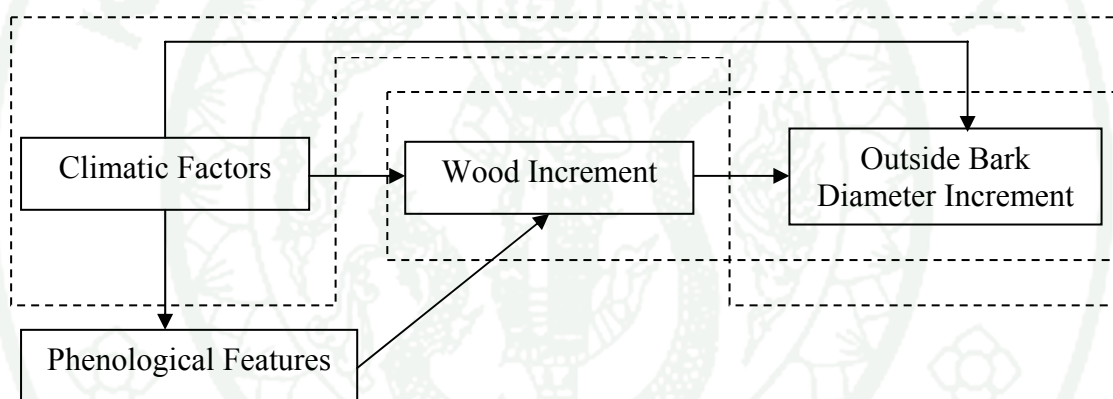 Climatic Factors
Wood Increment
Outside Bark
Diameter Increment
Phenological Features